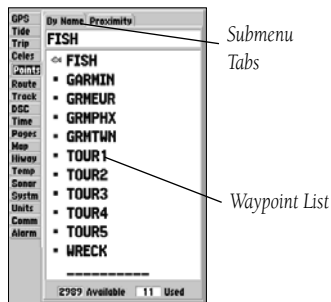 GPS
Tide
Trip
Celes
Points
Route
Track
DSC
Time
Pages
Map
Hiway
Temp
Sonar
Systm
Units
Comm
Alarm
By Name Proximity
FISH
FISH
GARMIN
GRMEUR
GRMPHX
GRMTWN
TOUR1
TOUR2
TOUR3
TOUR4
TOUR5
WRECK
__________
2989 Available 11 Used
Submenu
Tabs
Waypoint List